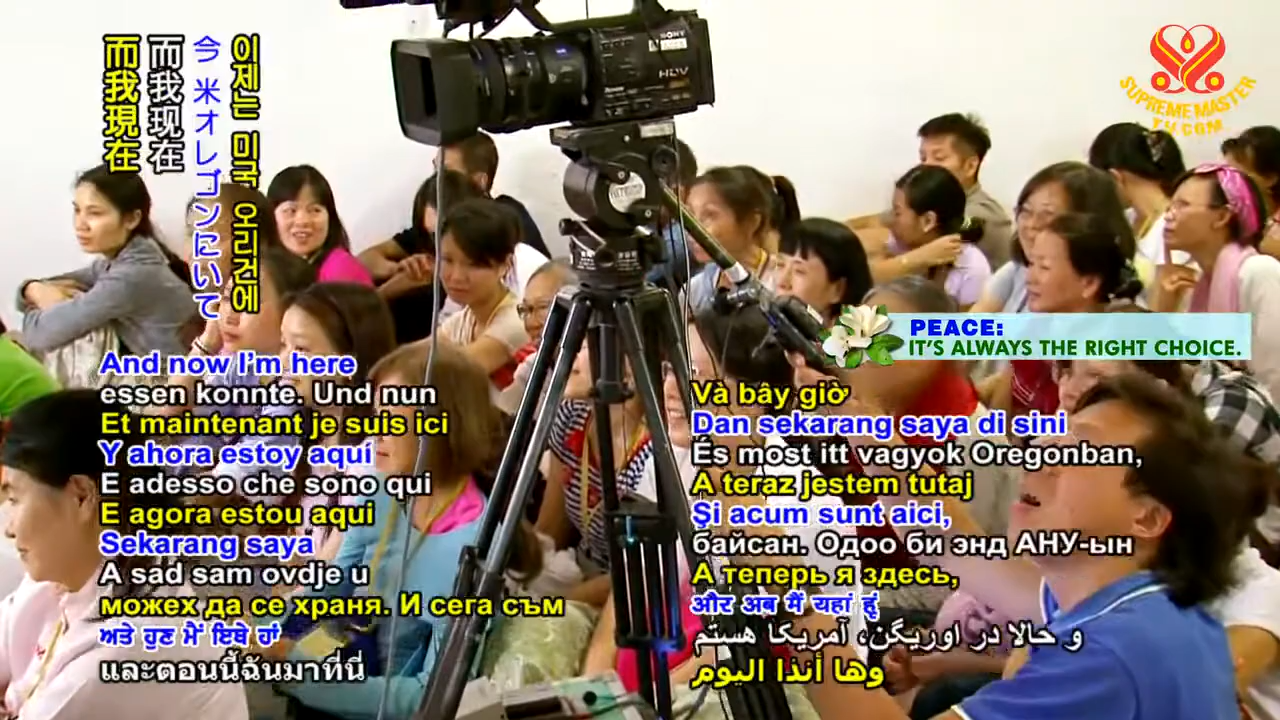 而我現在
而我现在
今 米オレゴンにいて
이제는 미국 오리건에
SONY
HDV
SUPREME MASTER
TV.COM
PEACE:
IT'S ALWAYS THE RIGHT CHOICE.
And now I'm here
essen konnte. Und nun
Et maintenant je suis ici
Y ahora estoy aquí
E adesso che sono qui
E agora estou aqui
Sekarang saya
A sad sam ovdje u
можех да се храня. И сега съм
ਅਤੇ ਹੁਣ ਮੈਂ ਇਥੇ ਹਾਂ
และตอนนี้ฉันมาที่นี่
Và bây giờ
Dan sekarang saya di sini
És most itt vagyok Oregonban,
A teraz jestem tutaj
Şi acum sunt aici,
байсан. Одоо би энд АНУ-ын
А теперь я здесь,
और अब मैं यहां हूं
و حالا در اوریگن، آمریکا هستم
وها أنذا اليوم